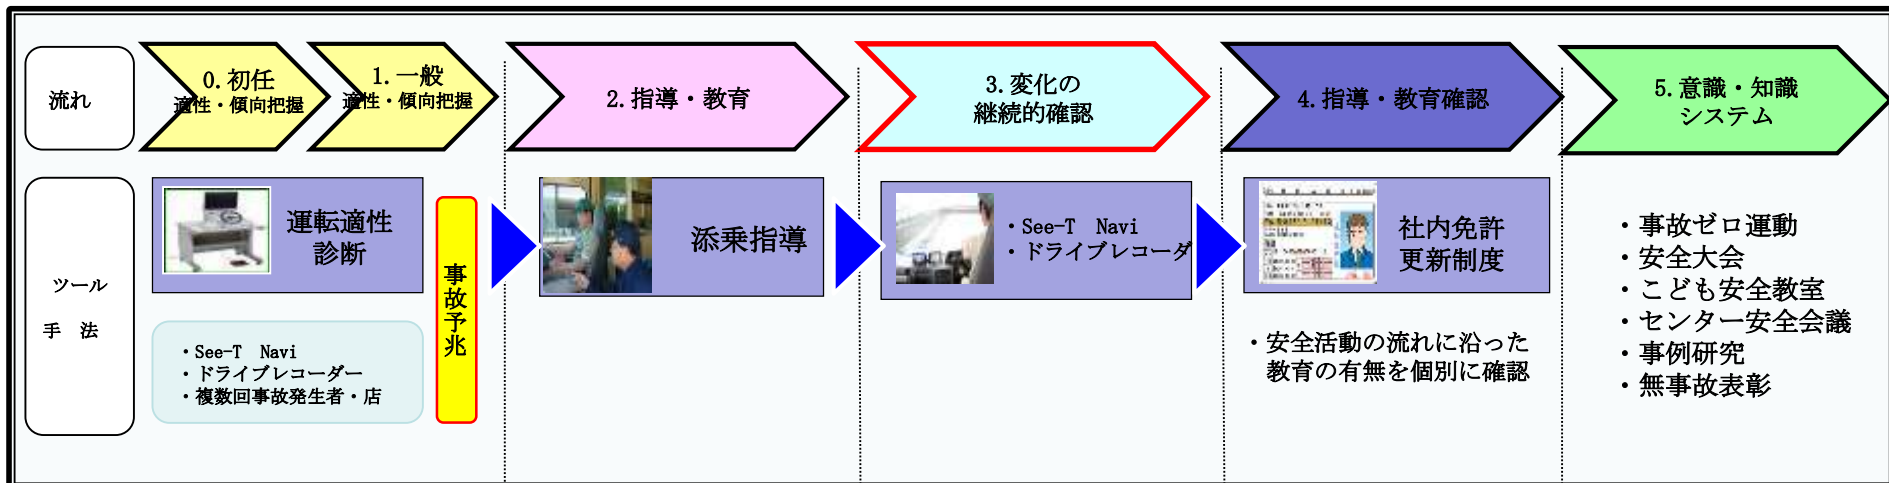 流れ
0.初任
適性・傾向把握
1.一般
適性・傾向把握
2.指導・教育
3.変化の
継続的確認
4.指導・教育確認
5.意識・知識
システム
ツール
手 法
運転適性
診断
・See-T Navi
・ドライブレコーダー
・複数回事故発生者・店
事故予兆
添乗指導
・See-T Navi
・ドライブレコーダ
社内免許
更新制度
・安全活動の流れに沿った
教育の有無を個別に確認
・事故ゼロ運動
・安全大会
・こども安全教室
・センター安全会議
・事例研究
・無事故表彰